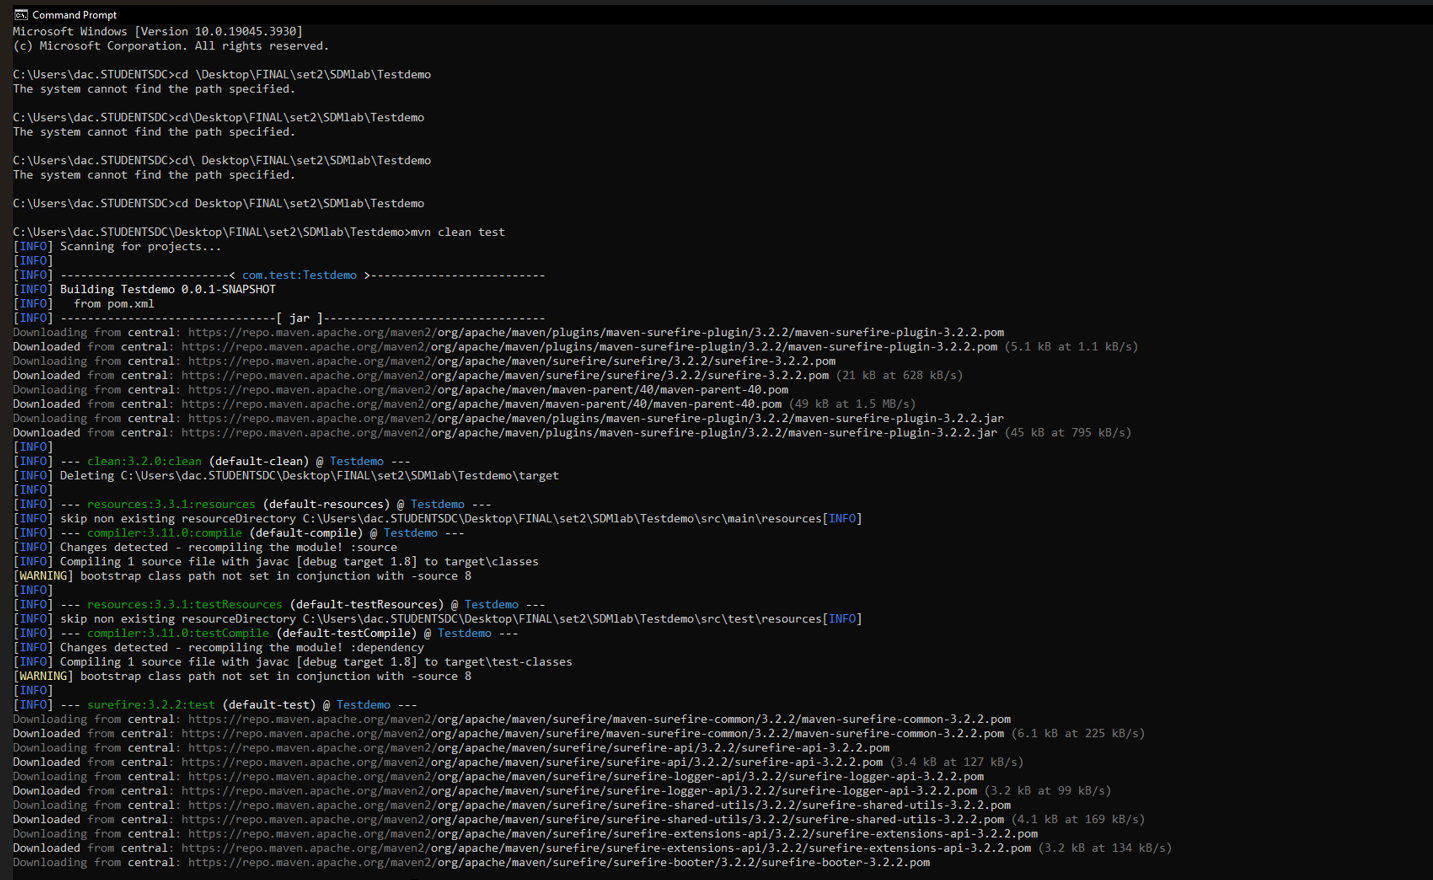 Command Prompt
Microsoft Windows [Version 10.0.19045.3930]
(c) Microsoft Corporation. All rights reserved.
C:\Users\dac.STUDENTSDC>cd \Desktop\FINAL\set2\SDMlab\Testdemo
The system cannot find the path specified.
C:\Users\dac.STUDENTSDC>cd\Desktop\FINAL\set2\SDMlab\Testdemo
The system cannot find the path specified.
C:\Users\dac.STUDENTSDC>cd\ Desktop\FINAL\set2\SDMlab\Testdemo
The system cannot find the path specified.
C:\Users\dac.STUDENTSDC>cd Desktop\FINAL\set2\SDMlab\Testdemo
C:\Users\dac.STUDENTSDC\Desktop\FINAL\set2\SDMlab\Testdemo>mvn clean test
[INFO] Scanning for projects...
[INFO]
[INFO] -------------------------< com.test:Testdemo >--------------------------
[INFO] Building Testdemo 0.0.1-SNAPSHOT
[INFO]   from pom.xml
[INFO] --------------------------------[ jar ]---------------------------------
Downloading from central: https://repo.maven.apache.org/maven2/org/apache/maven/plugins/maven-surefire-plugin/3.2.2/maven-surefire-plugin-3.2.2.pom
Downloaded from central: https://repo.maven.apache.org/maven2/org/apache/maven/plugins/maven-surefire-plugin/3.2.2/maven-surefire-plugin-3.2.2.pom (5.1 kB at 1.1 kB/s)
Downloading from central: https://repo.maven.apache.org/maven2/org/apache/maven/surefire/surefire/3.2.2/surefire-3.2.2.pom
Downloaded from central: https://repo.maven.apache.org/maven2/org/apache/maven/surefire/surefire/3.2.2/surefire-3.2.2.pom (21 kB at 628 kB/s)
Downloading from central: https://repo.maven.apache.org/maven2/org/apache/maven/maven-parent/40/maven-parent-40.pom
Downloaded from central: https://repo.maven.apache.org/maven2/org/apache/maven/maven-parent/40/maven-parent-40.pom (49 kB at 1.5 MB/s)
Downloading from central: https://repo.maven.apache.org/maven2/org/apache/maven/plugins/maven-surefire-plugin/3.2.2/maven-surefire-plugin-3.2.2.jar
Downloaded from central: https://repo.maven.apache.org/maven2/org/apache/maven/plugins/maven-surefire-plugin/3.2.2/maven-surefire-plugin-3.2.2.jar (45 kB at 795 kB/s)
[INFO]
[INFO] --- clean:3.2.0:clean (default-clean) @ Testdemo ---
[INFO] Deleting C:\Users\dac.STUDENTSDC\Desktop\FINAL\set2\SDMlab\Testdemo\target
[INFO]
[INFO] --- resources:3.3.1:resources (default-resources) @ Testdemo ---
[INFO] skip non existing resourceDirectory C:\Users\dac.STUDENTSDC\Desktop\FINAL\set2\SDMlab\Testdemo\src\main\resources[INFO]
[INFO] --- compiler:3.11.0:compile (default-compile) @ Testdemo ---
[INFO] Changes detected - recompiling the module! :source
[INFO] Compiling 1 source file with javac [debug target 1.8] to target\classes
[WARNING] bootstrap class path not set in conjunction with -source 8
[INFO]
[INFO] --- resources:3.3.1:testResources (default-testResources) @ Testdemo ---
[INFO] skip non existing resourceDirectory C:\Users\dac.STUDENTSDC\Desktop\FINAL\set2\SDMlab\Testdemo\src\test\resources[INFO]
[INFO] --- compiler:3.11.0:testCompile (default-testCompile) @ Testdemo ---
[INFO] Changes detected - recompiling the module! :dependency
[INFO] Compiling 1 source file with javac [debug target 1.8] to target\test-classes
[WARNING] bootstrap class path not set in conjunction with -source 8
[INFO]
[INFO] --- surefire:3.2.2:test (default-test) @ Testdemo ---
Downloading from central: https://repo.maven.apache.org/maven2/org/apache/maven/surefire/maven-surefire-common/3.2.2/maven-surefire-common-3.2.2.pom
Downloaded from central: https://repo.maven.apache.org/maven2/org/apache/maven/surefire/maven-surefire-common/3.2.2/maven-surefire-common-3.2.2.pom (6.1 kB at 225 kB/s)
Downloading from central: https://repo.maven.apache.org/maven2/org/apache/maven/surefire/surefire-api/3.2.2/surefire-api-3.2.2.pom
Downloaded from central: https://repo.maven.apache.org/maven2/org/apache/maven/surefire/surefire-api/3.2.2/surefire-api-3.2.2.pom (3.4 kB at 127 kB/s)
Downloading from central: https://repo.maven.apache.org/maven2/org/apache/maven/surefire/surefire-logger-api/3.2.2/surefire-logger-api-3.2.2.pom
Downloaded from central: https://repo.maven.apache.org/maven2/org/apache/maven/surefire/surefire-logger-api/3.2.2/surefire-logger-api-3.2.2.pom (3.2 kB at 99 kB/s)
Downloading from central: https://repo.maven.apache.org/maven2/org/apache/maven/surefire/surefire-shared-utils/3.2.2/surefire-shared-utils-3.2.2.pom
Downloaded from central: https://repo.maven.apache.org/maven2/org/apache/maven/surefire/surefire-shared-utils/3.2.2/surefire-shared-utils-3.2.2.pom (4.1 kB at 169 kB/s)
Downloading from central: https://repo.maven.apache.org/maven2/org/apache/maven/surefire/surefire-extensions-api/3.2.2/surefire-extensions-api-3.2.2.pom
Downloaded from central: https://repo.maven.apache.org/maven2/org/apache/maven/surefire/surefire-extensions-api/3.2.2/surefire-extensions-api-3.2.2.pom (3.2 kB at 134 kB/s)
Downloading from central: https://repo.maven.apache.org/maven2/org/apache/maven/surefire/surefire-booter/3.2.2/surefire-booter-3.2.2.pom